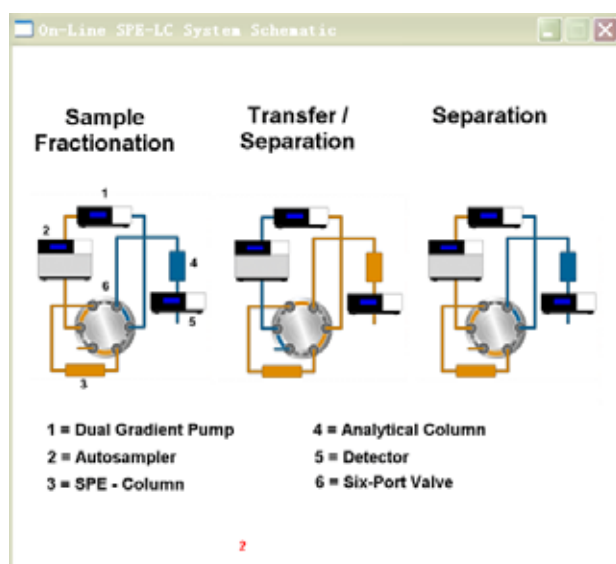 On-Line SPE-LC System Schematic
Sample Fractionation
Transfer / Separation
Separation
1
2
4
6
5
3
1 = Dual Gradient Pump
2 = Autosampler
3 = SPE - Column
4 = Analytical Column
5 = Detector
6 = Six-Port Valve
2